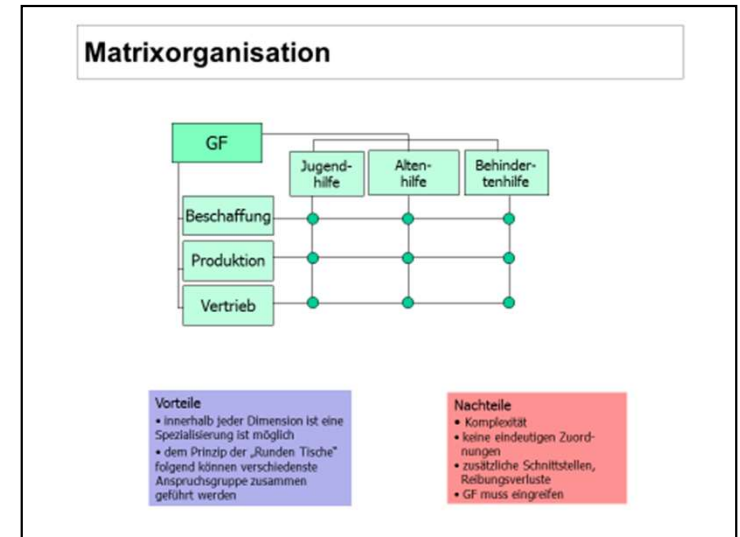 Matrixorganisation
GF
Jugend-
hilfe
Alten-
hilfe
Behinder-
tenhilfe
Beschaffung
Produktion
Vertrieb
Vorteile
• innerhalb jeder Dimension ist eine
Spezialisierung ist möglich
• dem Prinzip der „Runden Tische"
folgend können verschiedenste
Anspruchsgruppe zusammen
geführt werden
Nachteile
• Komplexität
• keine eindeutigen Zuord-
nungen
• zusätzliche Schnittstellen,
Reibungsverluste
• GF muss eingreifen